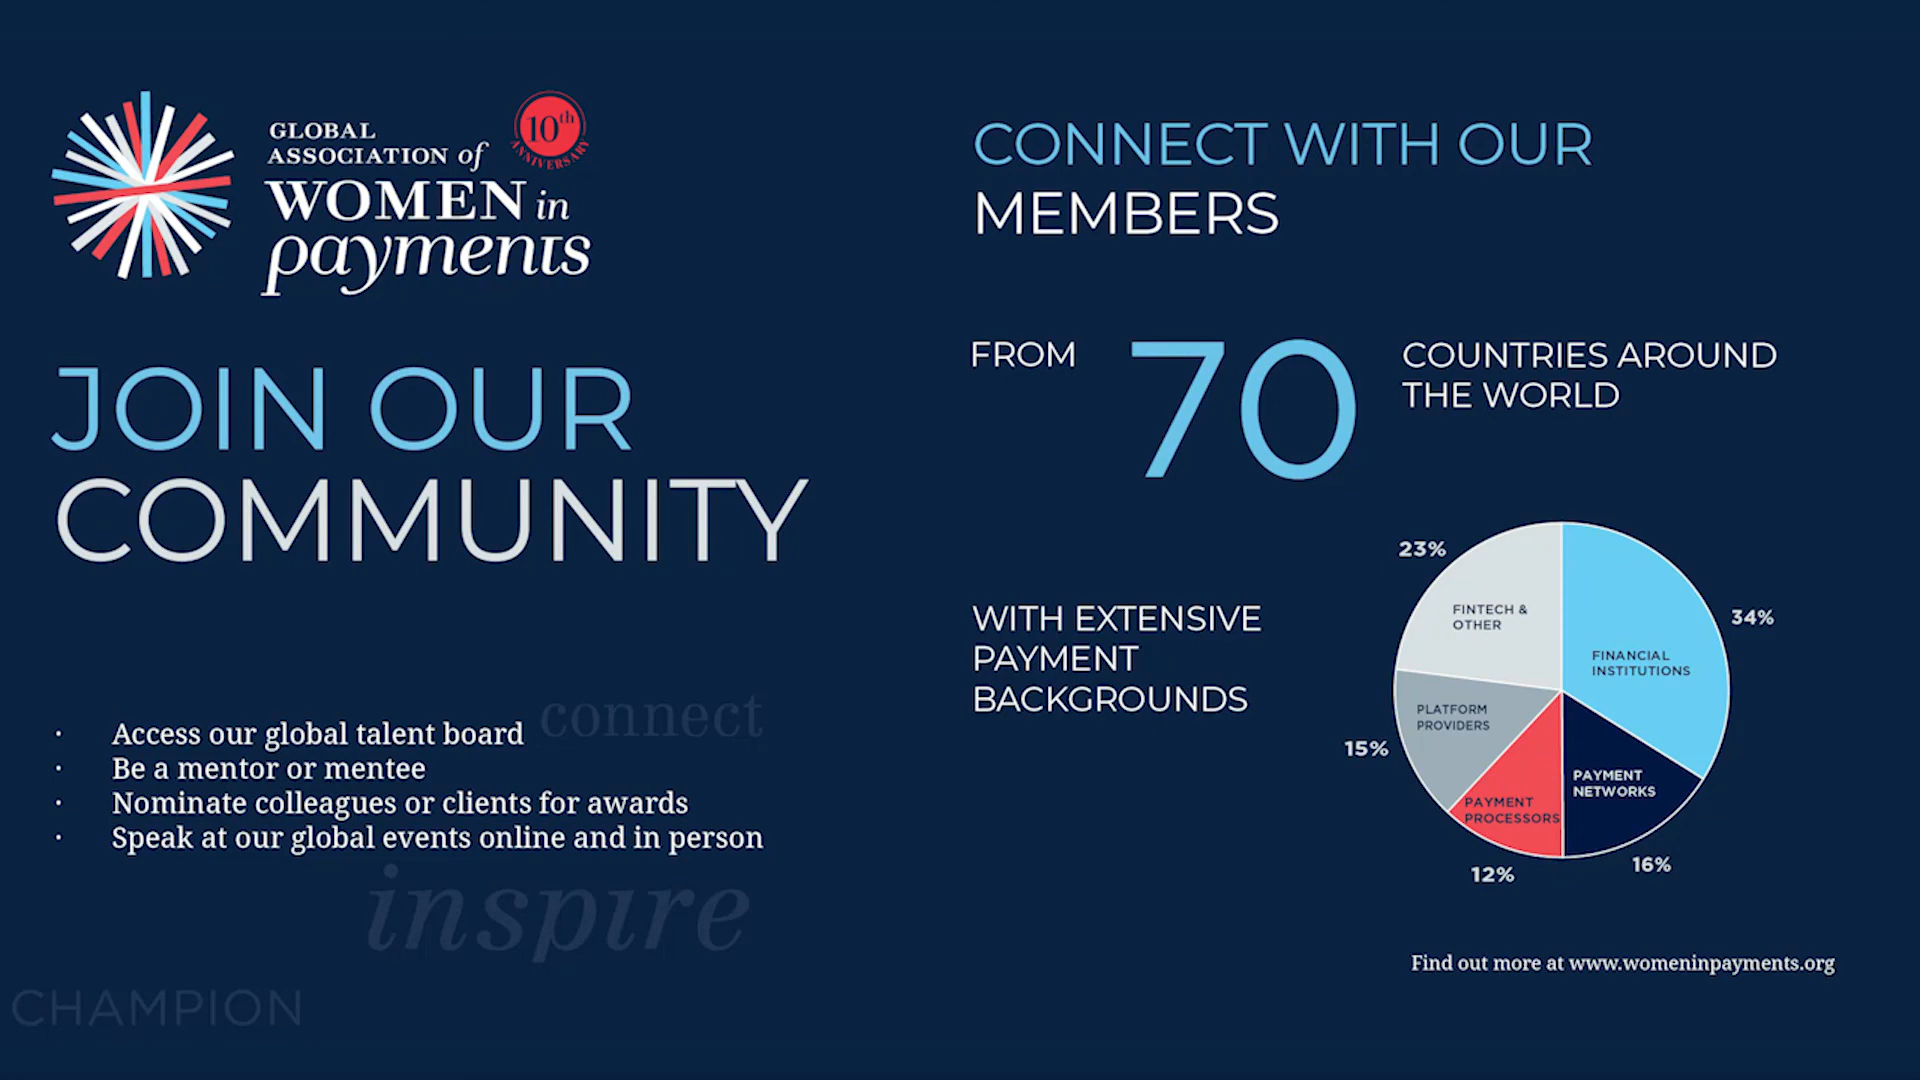 GLOBAL
ASSOCIATION of
WOMEN in
payments
10th
ANNIVERSARY
JOIN OUR
COMMUNITY
· Access our global talent board
· Be a mentor or mentee
· Nominate colleagues or clients for awards
· Speak at our global events online and in person
connect
inspire
CHAMPION
CONNECT WITH OUR
MEMBERS
FROM 70 COUNTRIES AROUND
THE WORLD
WITH EXTENSIVE
PAYMENT
BACKGROUNDS
23%
FINTECH &
OTHER
34%
FINANCIAL
INSTITUTIONS
PLATFORM
PROVIDERS
15%
PAYMENT
NETWORKS
16%
PAYMENT
PROCESSORS
12%
Find out more at www.womeninpayments.org